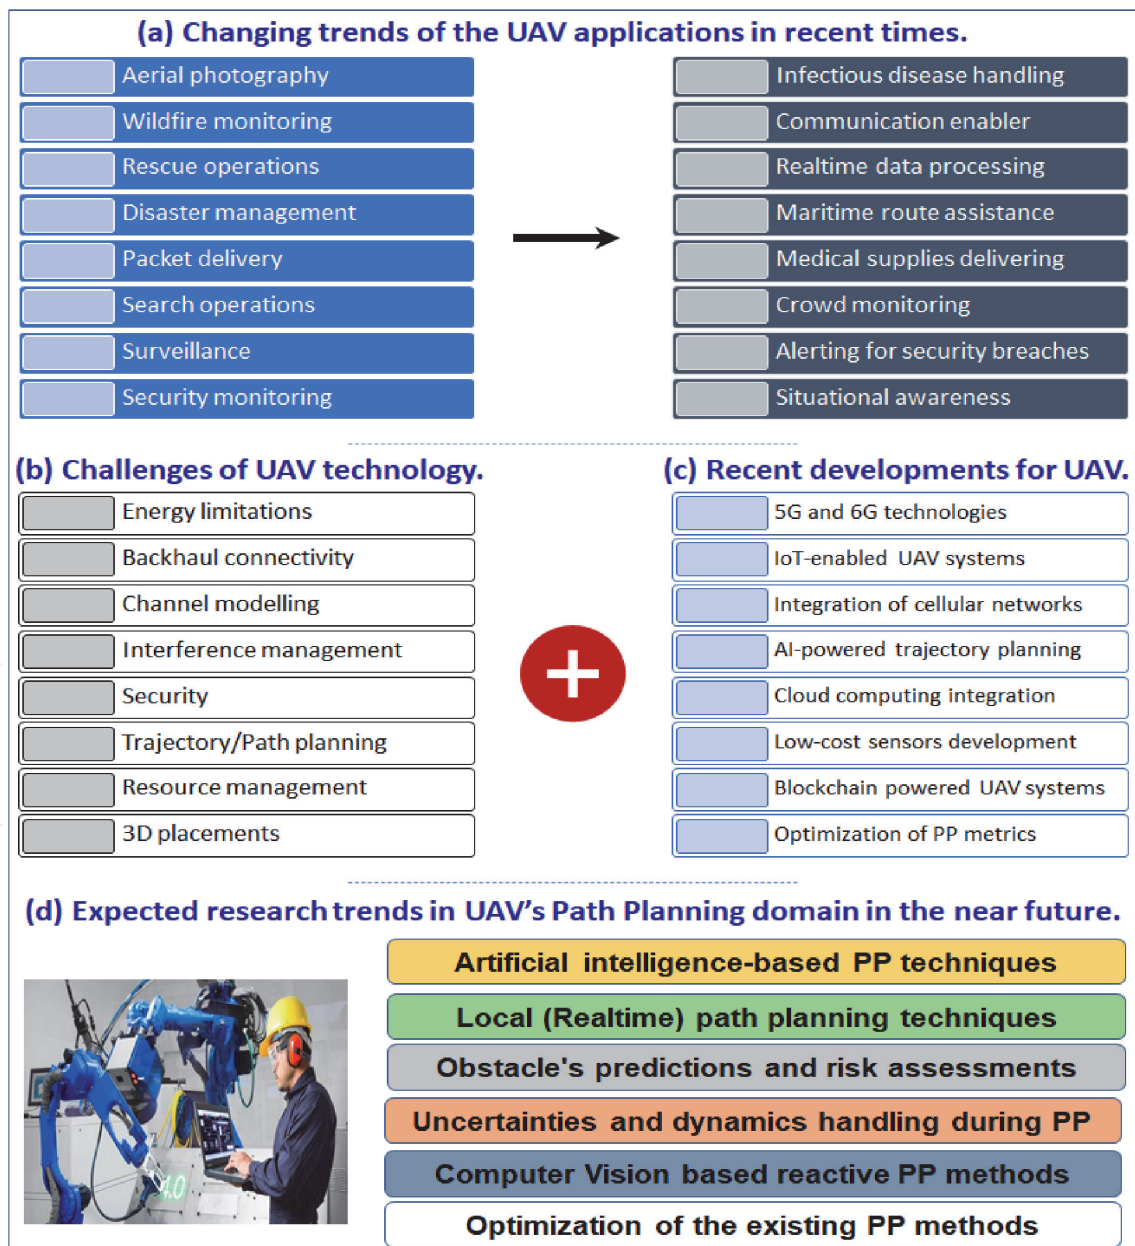 (a) Changing trends of the UAV applications in recent times.
Aerial photography
Wildfire monitoring
Rescue operations
Disaster management
Packet delivery
Search operations
Surveillance
Security monitoring
Infectious disease handling
Communication enabler
Realtime data processing
Maritime route assistance
Medical supplies delivering
Crowd monitoring
Alerting for security breaches
Situational awareness
(b) Challenges of UAV technology.
Energy limitations
Backhaul connectivity
Channel modelling
Interference management
Security
Trajectory/Path planning
Resource management
3D placements
(c) Recent developments for UAV.
5G and 6G technologies
IoT-enabled UAV systems
Integration of cellular networks
AI-powered trajectory planning
Cloud computing integration
Low-cost sensors development
Blockchain powered UAV systems
Optimization of PP metrics
(d) Expected research trends in UAV's Path Planning domain in the near future.
4.0
Artificial intelligence-based PP techniques
Local (Realtime) path planning techniques
Obstacle's predictions and risk assessments
Uncertainties and dynamics handling during PP
Computer Vision based reactive PP methods
Optimization of the existing PP methods